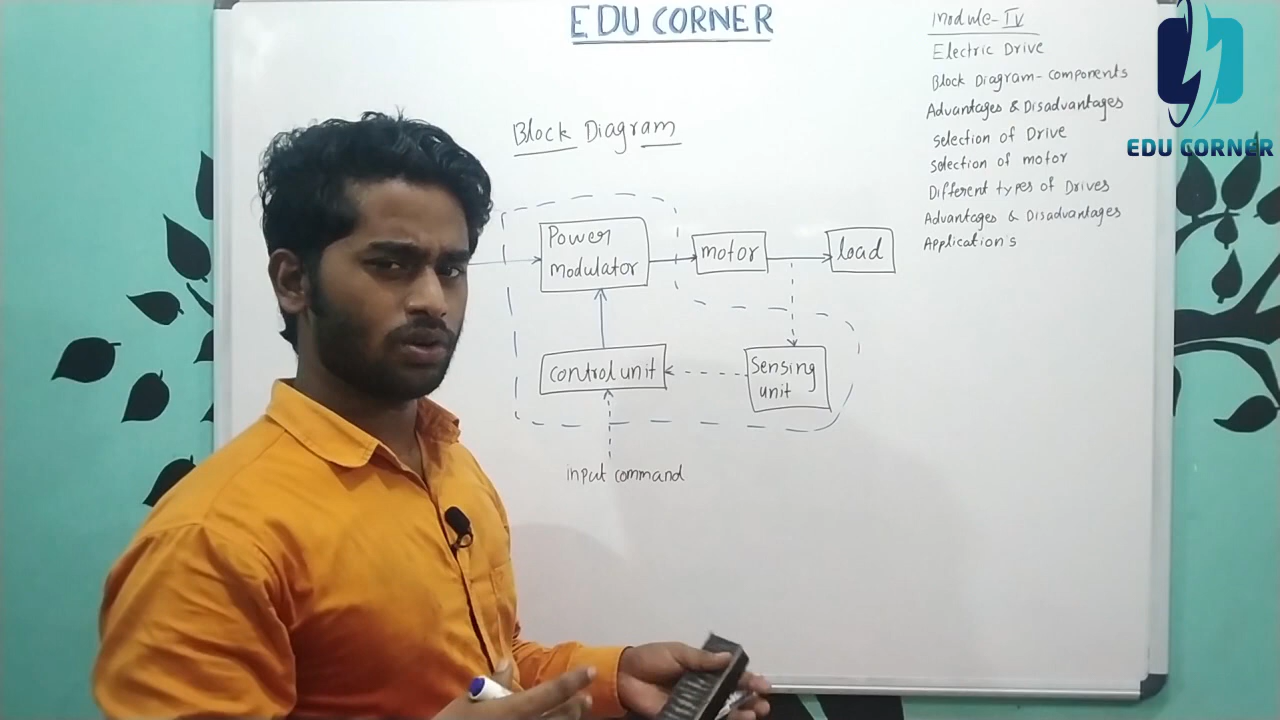 EDU CORNER
Block Diagram
Power
modulator
motor
load
control unit
Sensing
unit
input command
Module-IV
Electric Drive
Block Diagram-components
Advantages & Disadvantages
Selection of Drive
Selection of motor
Different types of Drives
Advantages & Disadvantages
Applications
EDU CORNER